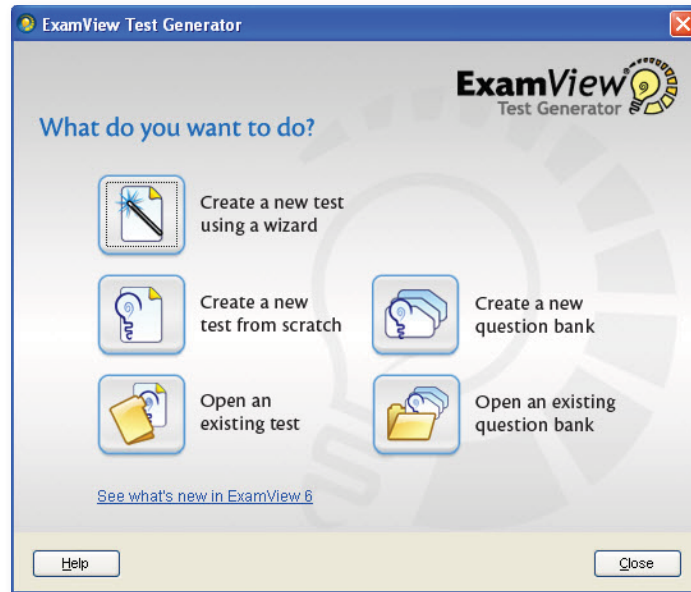 ExamView Test Generator
ExamView
Test Generator
What do you want to do?
Create a new test
using a wizard
Create a new
test from scratch
Create a new
question bank
Open an
existing test
Open an existing
question bank
See what's new in ExamView 6
Help
Close